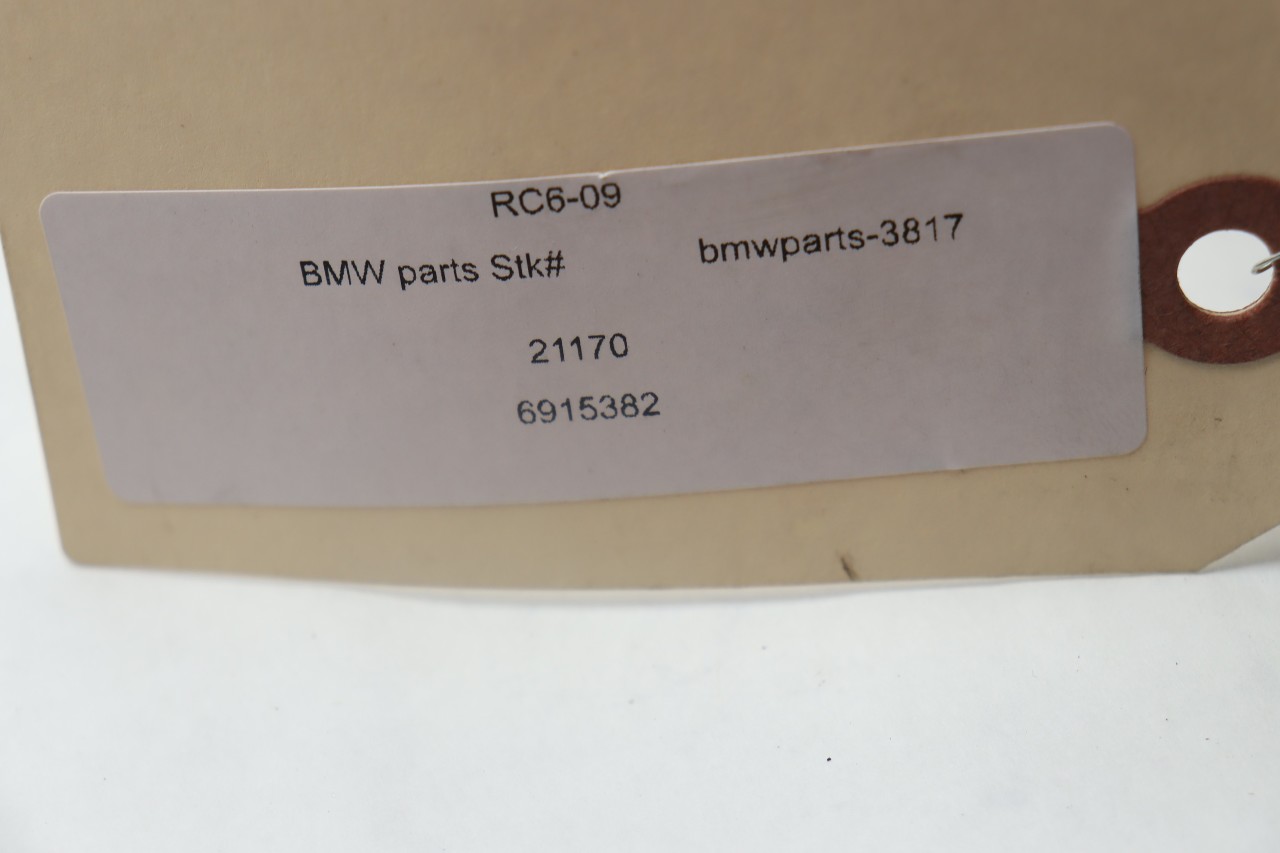 RC6-09
BMW parts Stk# bmwparts-3817
21170
6915382